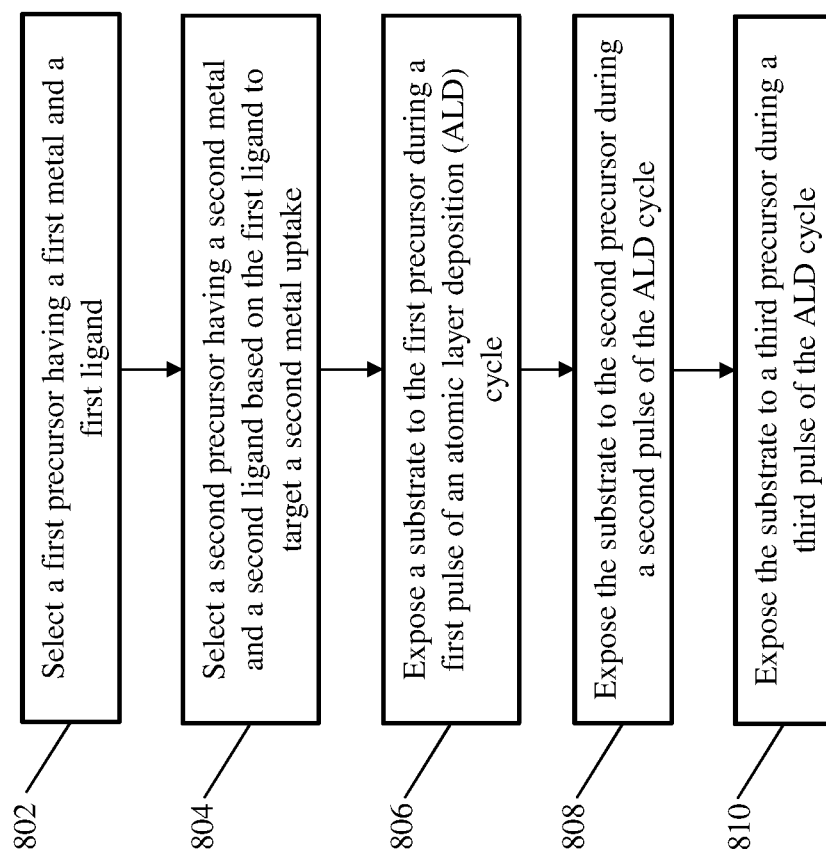 802
Select a first precursor having a first metal and a
first ligand
804
Select a second precursor having a second metal
and a second ligand based on the first ligand to
target a second metal uptake
806
Expose a substrate to the first precursor during a
first pulse of an atomic layer deposition (ALD)
cycle
808
Expose the substrate to the second precursor during
a second pulse of the ALD cycle
810
Expose the substrate to a third precursor during a
third pulse of the ALD cycle